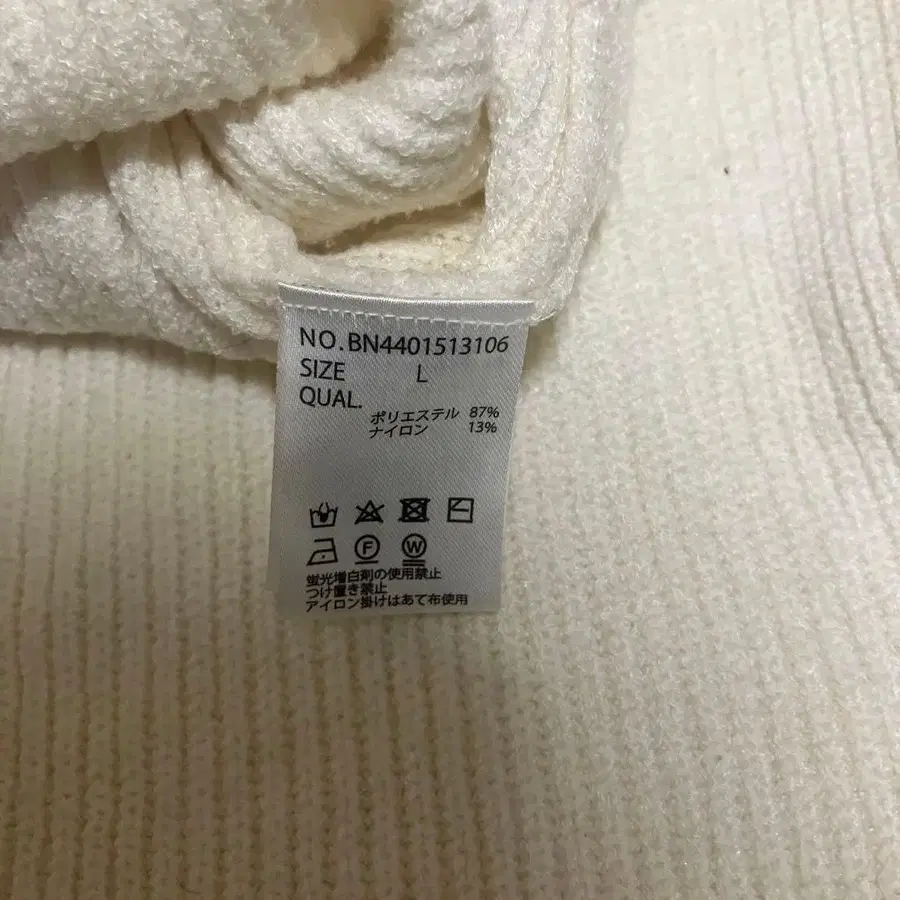 NO.BN4401513106
SIZE L
QUAL.
ポリエステル 87%
ナイロン 13%
F W
蛍光増白剤の使用禁止
つけ置き禁止
アイロン掛けはあて布使用